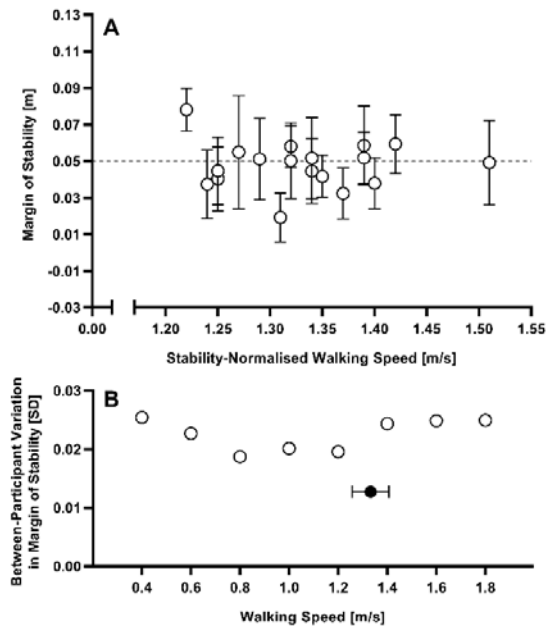 A
0.13
0.11
0.09
0.07
0.05
0.03
0.01
-0.01
-0.03
Margin of Stability [m]
0.00 1.20 1.25 1.30 1.35 1.40 1.45 1.50 1.55
Stability-Normalised Walking Speed [m/s]
B
0.03
0.02
0.01
0.00
Between-Participant Variation
in Margin of Stability [SD]
0.4 0.6 0.8 1.0 1.2 1.4 1.6 1.8
Walking Speed [m/s]